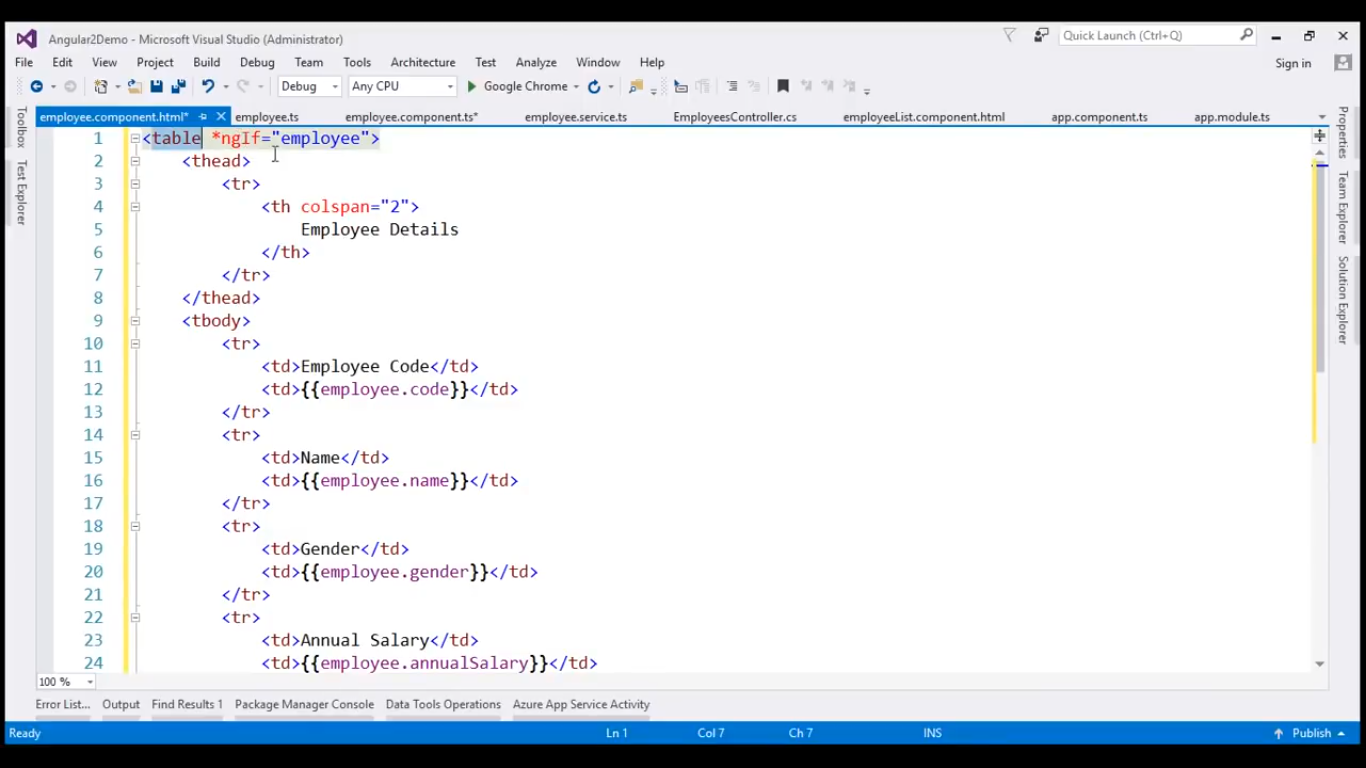 Angular2Demo - Microsoft Visual Studio (Administrator)
Quick Launch (Ctrl+Q)
File Edit View Project Build Debug Team Tools Architecture Test Analyze Window Help
Sign in
Debug Any CPU Google Chrome
employee.component.html* employee.ts employee.component.ts* employee.service.ts EmployeesController.cs employeeList.component.html app.component.ts app.module.ts
Toolbox
Test Explorer
1 <table *ngIf="employee">
2 <thead>
3 <tr>
4 <th colspan="2">
5 Employee Details
6 </th>
7 </tr>
8 </thead>
9 <tbody>
10 <tr>
11 <td>Employee Code</td>
12 <td>{{employee.code}}</td>
13 </tr>
14 <tr>
15 <td>Name</td>
16 <td>{{employee.name}}</td>
17 </tr>
18 <tr>
19 <td>Gender</td>
20 <td>{{employee.gender}}</td>
21 </tr>
22 <tr>
23 <td>Annual Salary</td>
24 <td>{{employee.annualSalary}}</td>
Properties
Team Explorer
Solution Explorer
100 %
Error List... Output Find Results 1 Package Manager Console Data Tools Operations Azure App Service Activity
Ready Ln 1 Col 7 Ch 7 INS Publish